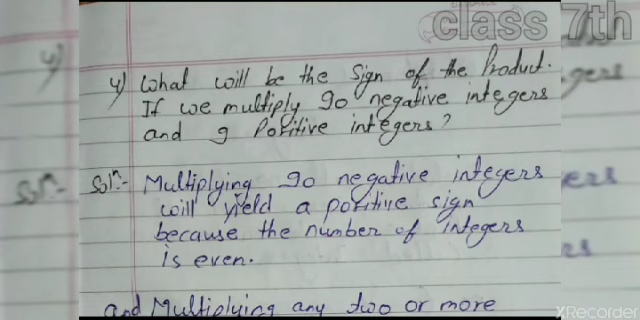 class 7th
4) What will be the Sign of the Product.
If we multiply 90 negative integers
and 9 Positive integers?
Sol.n:- Multiplying 90 negative integers
will yield a positive sign
because the number of integers
is even.
and Multiplying any two or more
XRecorder